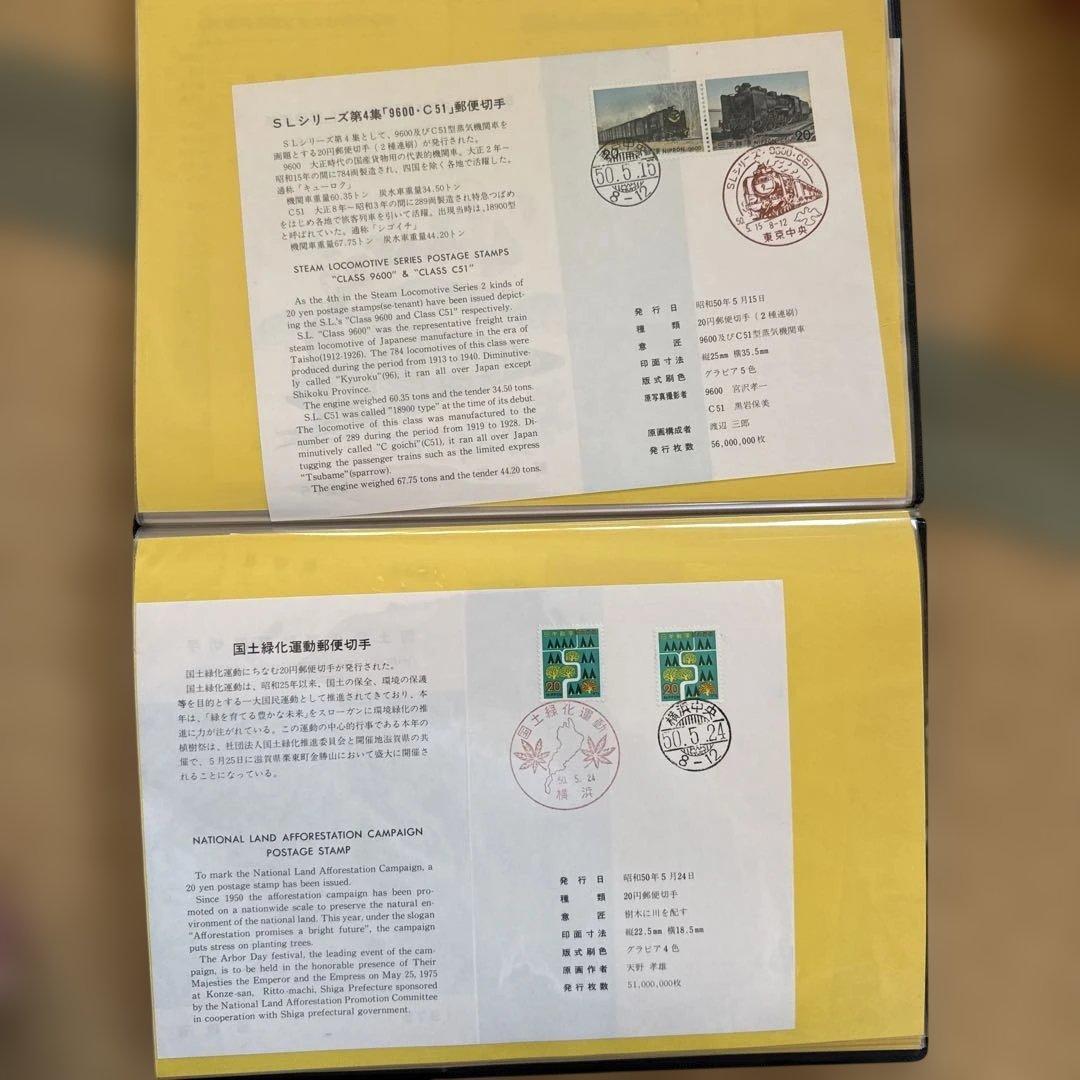 SLシリーズ第4集「9600・C51」郵便切手
SLシリーズ第4集として、9600及びC51型蒸気機関車を
画題とする20円郵便切手(2種連刷)が発行された。
9600 大正時代の国産貨物用の代表的機関車。大正2年～
昭和15年の間に784両製造され、四国を除く各地で活躍した。
通称「キューロク」
機関車重量60.35トン 炭水車重量34.50トン
C51 大正8年～昭和3年の間に289両製造され特急つばめ
をはじめ各地で旅客列車を引いて活躍。出現当時は、18900型
と呼ばれていた。通称「シゴイチ」
機関車重量67.75トン 炭水車重量44.20トン
STEAM LOCOMOTIVE SERIES POSTAGE STAMPS
"CLASS 9600" & "CLASS C51"
As the 4th in the Steam Locomotive Series 2 kinds of
20 yen postage stamps(se-tenant) have been issued depict-
ing the S.L.'s "Class 9600 and Class C51" respectively.
S.L. "Class 9600" was the representative freight train
steam locomotive of Japanese manufacture in the era of
Taisho(1912-1926). The 784 locomotives of this class were
produced during the period from 1913 to 1940. Diminutive-
ly called "Kyuroku"(96), it ran all over Japan except
Shikoku Province.
The engine weighed 60.35 tons and the tender 34.50 tons.
S.L. C51 was called "18900 type" at the time of its debut.
The locomotive of this class was manufactured to the
number of 289 during the period from 1919 to 1928. Di-
minutively called "C goichi"(C51), it ran all over Japan
tugging the passenger trains such as the limited express
"Tsubame"(sparrow).
The engine weighed 67.75 tons and the tender 44.20 tons.
NIPPON 9600
20
日本郵便 NIPPON
横浜中央
50.5.15
8-12
SLシリーズ・9600・C51
50.5.15 8-12
東京中央
発行日 昭和50年5月15日
種類 20円郵便切手(2種連刷)
意匠 9600及びC51型蒸気機関車
印面寸法 縦25mm 横35.5mm
版式刷色 グラビア5色
原写真撮影者 9600 宮沢孝一
C51 黒岩保美
原画構成者 渡辺三郎
発行枚数 56,000,000枚
国土緑化運動郵便切手
国土緑化運動にちなむ20円郵便切手が発行された。
国土緑化運動は、昭和25年以来、国土の保全、環境の保護
等を目的とする一大国民運動として推進されてきており、本
年は、「緑を育てる豊かな未来」をスローガンに環境緑化の推
進に力が注がれている。この運動の中心的行事である本年の
植樹祭は、社団法人国土緑化推進委員会と開催地滋賀県の共
催で、5月25日に滋賀県栗東町金勝山において盛大に開催さ
れることになっている。
NATIONAL LAND AFFORESTATION CAMPAIGN
POSTAGE STAMP
To mark the National Land Afforestation Campaign, a
20 yen postage stamp has been issued.
Since 1950 the afforestation campaign has been pro-
moted on a nationwide scale to preserve the natural en-
vironment of the national land. This year, under the slogan
"Afforestation promises a bright future", the campaign
puts stress on planting trees.
The Arbor Day festival, the leading event of the cam-
paign, is to be held in the honorable presence of Their
Majesties the Emperor and the Empress on May 25, 1975
at Konze-san, Ritto-machi, Shiga Prefecture sponsored
by the National Land Afforestation Promotion Committee
in cooperation with Shiga prefectural government.
日本郵便
20
NIPPON
日本郵便
20
NIPPON
国土緑化運動
50.5.24
横浜
横浜中央
50.5.24
8-12
発行日 昭和50年5月24日
種類 20円郵便切手
意匠 樹木に川を配す
印面寸法 縦22.5mm 横18.5mm
版式刷色 グラビア4色
原画作者 天野孝雄
発行枚数 51,000,000枚